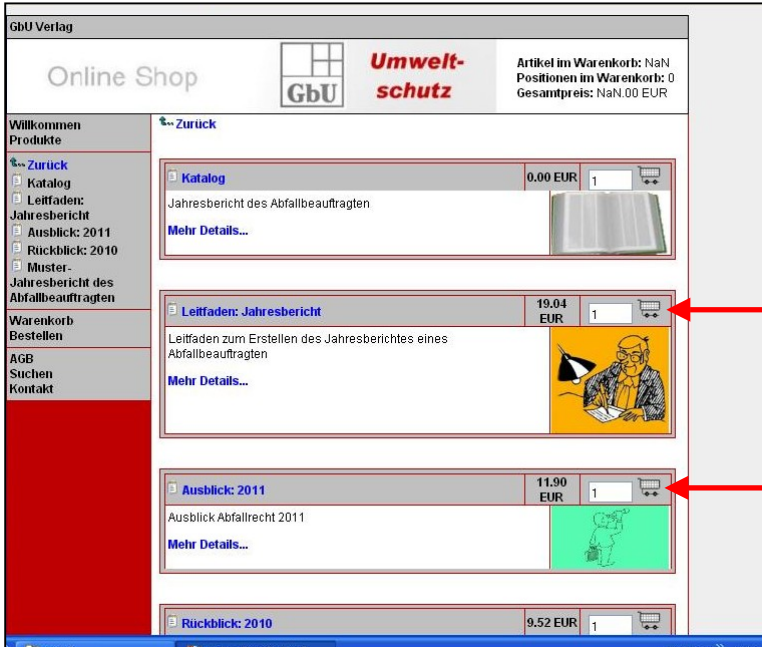 GbU Verlag
Online Shop
GbU
Umwelt-
schutz
Artikel im Warenkorb: NaN
Positionen im Warenkorb: 0
Gesamtpreis: NaN.00 EUR
Willkommen
Produkte
Zurück
Katalog
Leitfaden:
Jahresbericht
Ausblick: 2011
Rückblick: 2010
Muster-
Jahresbericht des
Abfallbeauftragten
Warenkorb
Bestellen
AGB
Suchen
Kontakt
Zurück
Katalog 0.00 EUR 1
Jahresbericht des Abfallbeauftragten
Mehr Details...
Leitfaden: Jahresbericht 19.04 EUR 1
Leitfaden zum Erstellen des Jahresberichtes eines
Abfallbeauftragten
Mehr Details...
Ausblick: 2011 11.90 EUR 1
Ausblick Abfallrecht 2011
Mehr Details...
Rückblick: 2010 9.52 EUR 1